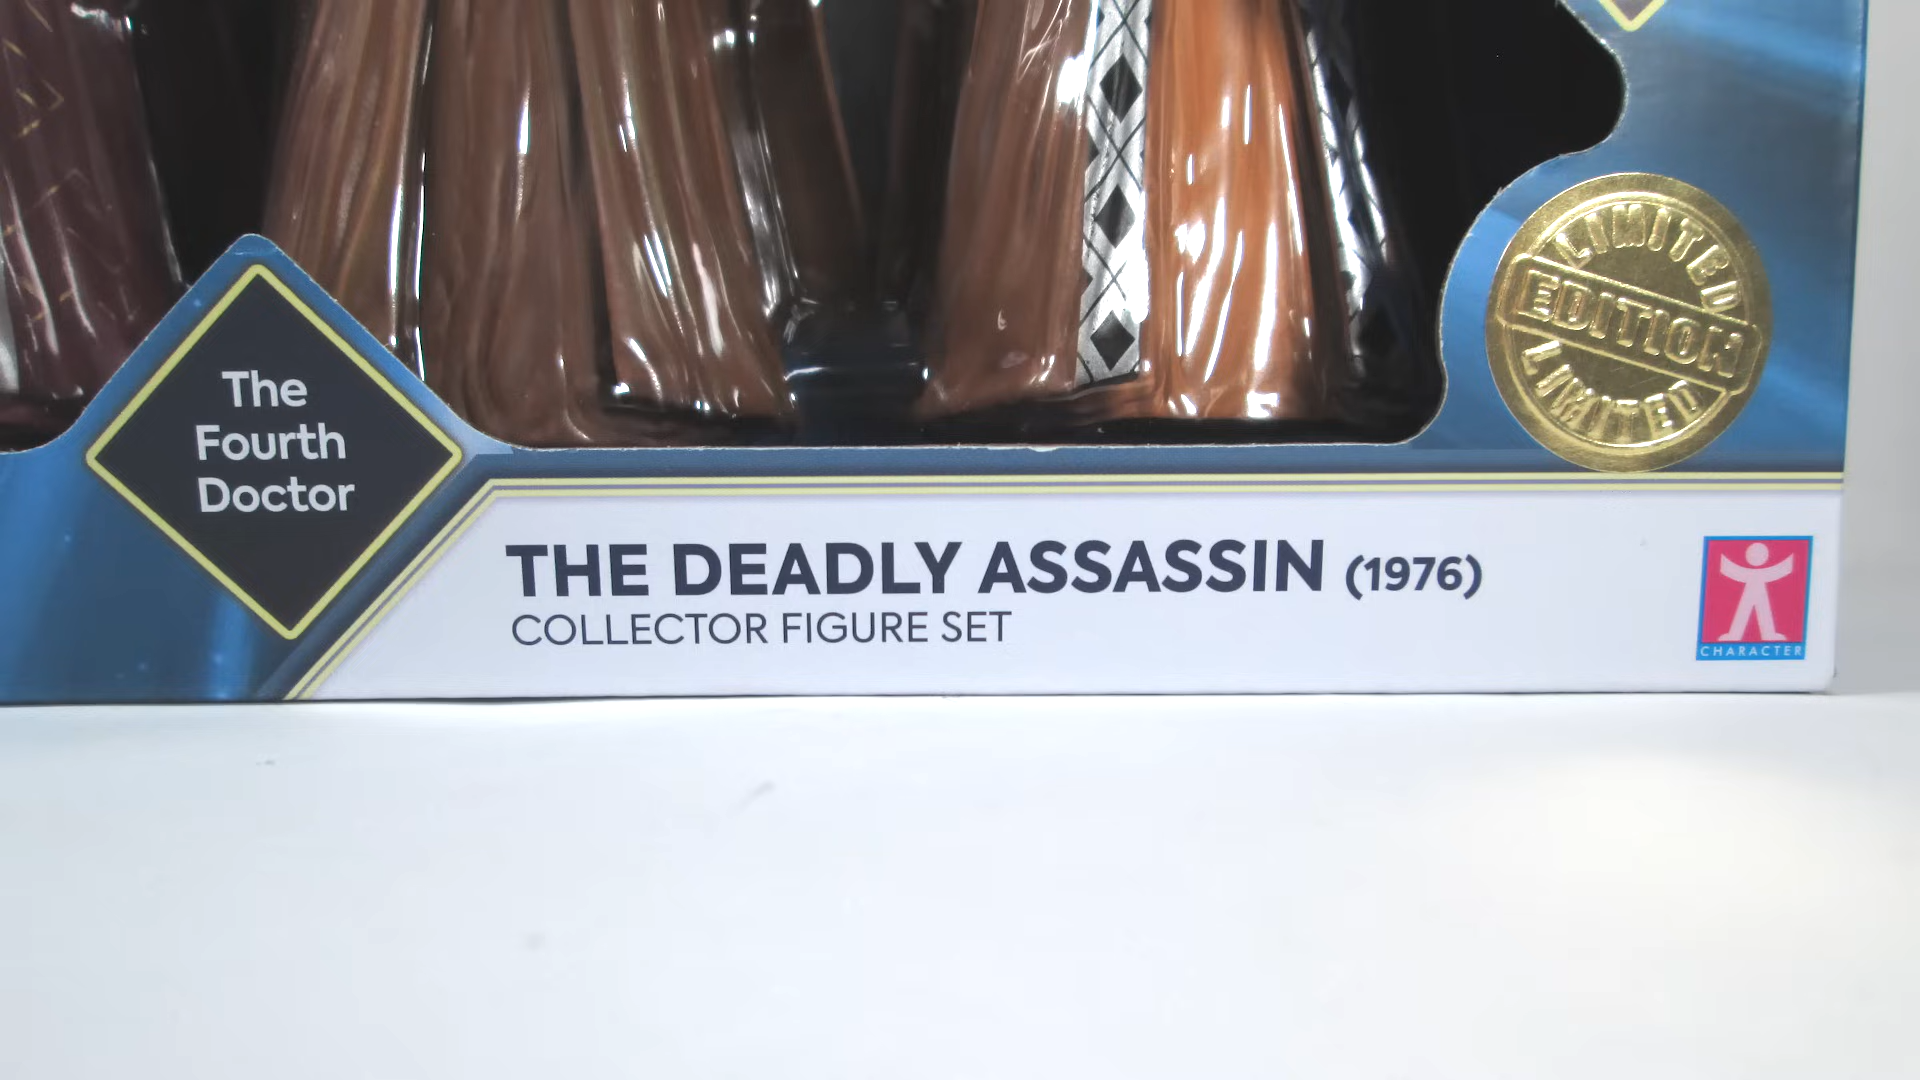 The
Fourth
Doctor
LIMITED
EDITION
LIMITED
THE DEADLY ASSASSIN (1976)
COLLECTOR FIGURE SET
CHARACTER